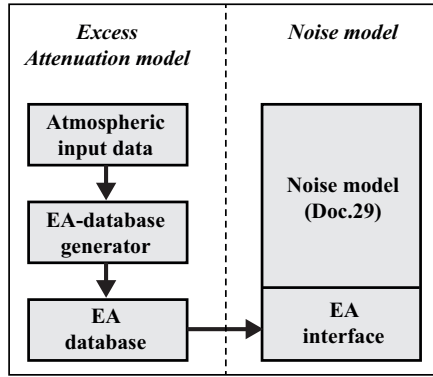 Excess
Attenuation model
Atmospheric
input data
EA-database
generator
EA
database
Noise model
Noise model
(Doc.29)
EA
interface